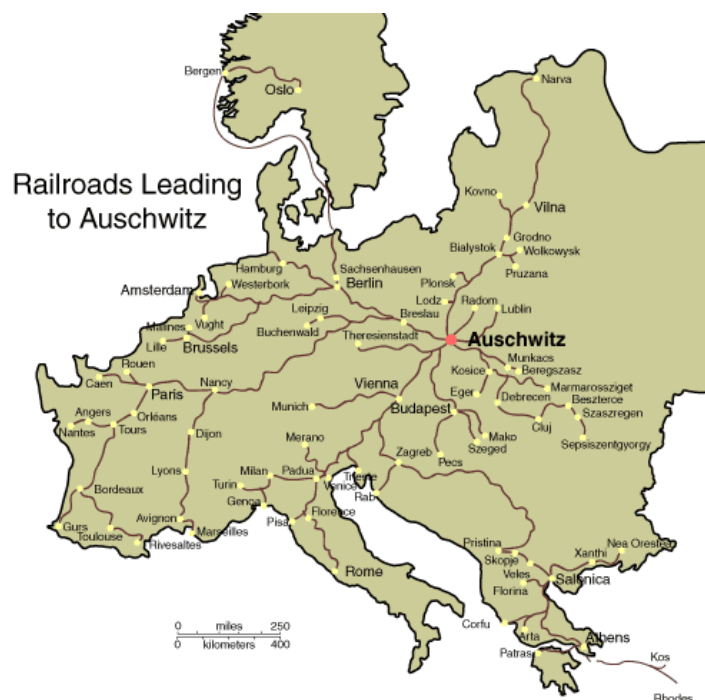 Bergen
Oslo
Narva
Railroads Leading
to Auschwitz
Kovno
Vilna
Grodno
Bialystok
Wolkowysk
Pruzana
Hamburg
Sachsenhausen
Plonsk
Amsterdam
Westerbork
Berlin
Lodz
Radom
Lublin
Leipzig
Breslau
Malines
Vught
Buchenwald
Theresienstadt
Auschwitz
Lille
Brussels
Rouen
Munkacs
Kosice
Beregszasz
Caen
Paris
Nancy
Vienna
Marmarossziget
Eger
Debrecen
Beszterce
Munich
Budapest
Angers
Orléans
Szaszregen
Nantes
Tours
Dijon
Merano
Mako
Cluj
Szeged
Sepsiszentgyorgy
Zagreb
Pecs
Lyons
Milan
Padua
Trieste
Turin
Venice
Bordeaux
Rab
Genoa
Avignon
Florence
Gurs
Pisa
Toulouse
Marseilles
Rivesaltes
Pristina
Nea Orestea
Skopje
Xanthi
Rome
Veles
Salonica
Florina
0 miles 250
0 kilometers 400
Corfu
Arta
Athens
Patras
Kos
Rhodes